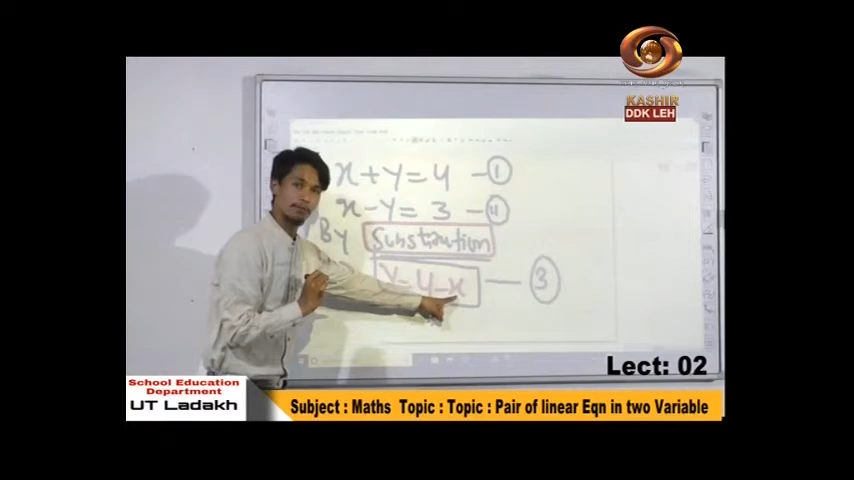 KASHIR
DDK LEH
x+y=4 -①
x-y=3 -⑪
By Substitution
y=4-x — ③
Lect: 02
School Education
Department
UT Ladakh
Subject : Maths Topic : Topic : Pair of linear Eqn in two Variable